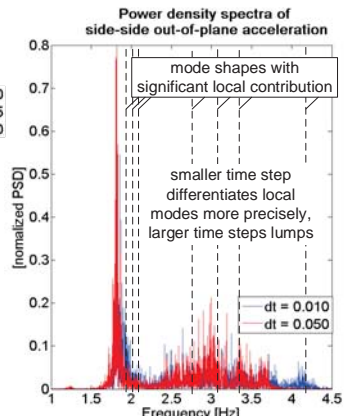 Power density spectra of
side-side out-of-plane acceleration
mode shapes with
significant local contribution
smaller time step
differentiates local
modes more precisely,
larger time steps lumps
dt = 0.010
dt = 0.050
[normalized PSD]
0.8
0.7
0.6
0.5
0.4
0.3
0.2
0.1
0
1 1.5 2 2.5 3 3.5 4 4.5
Frequency [Hz]